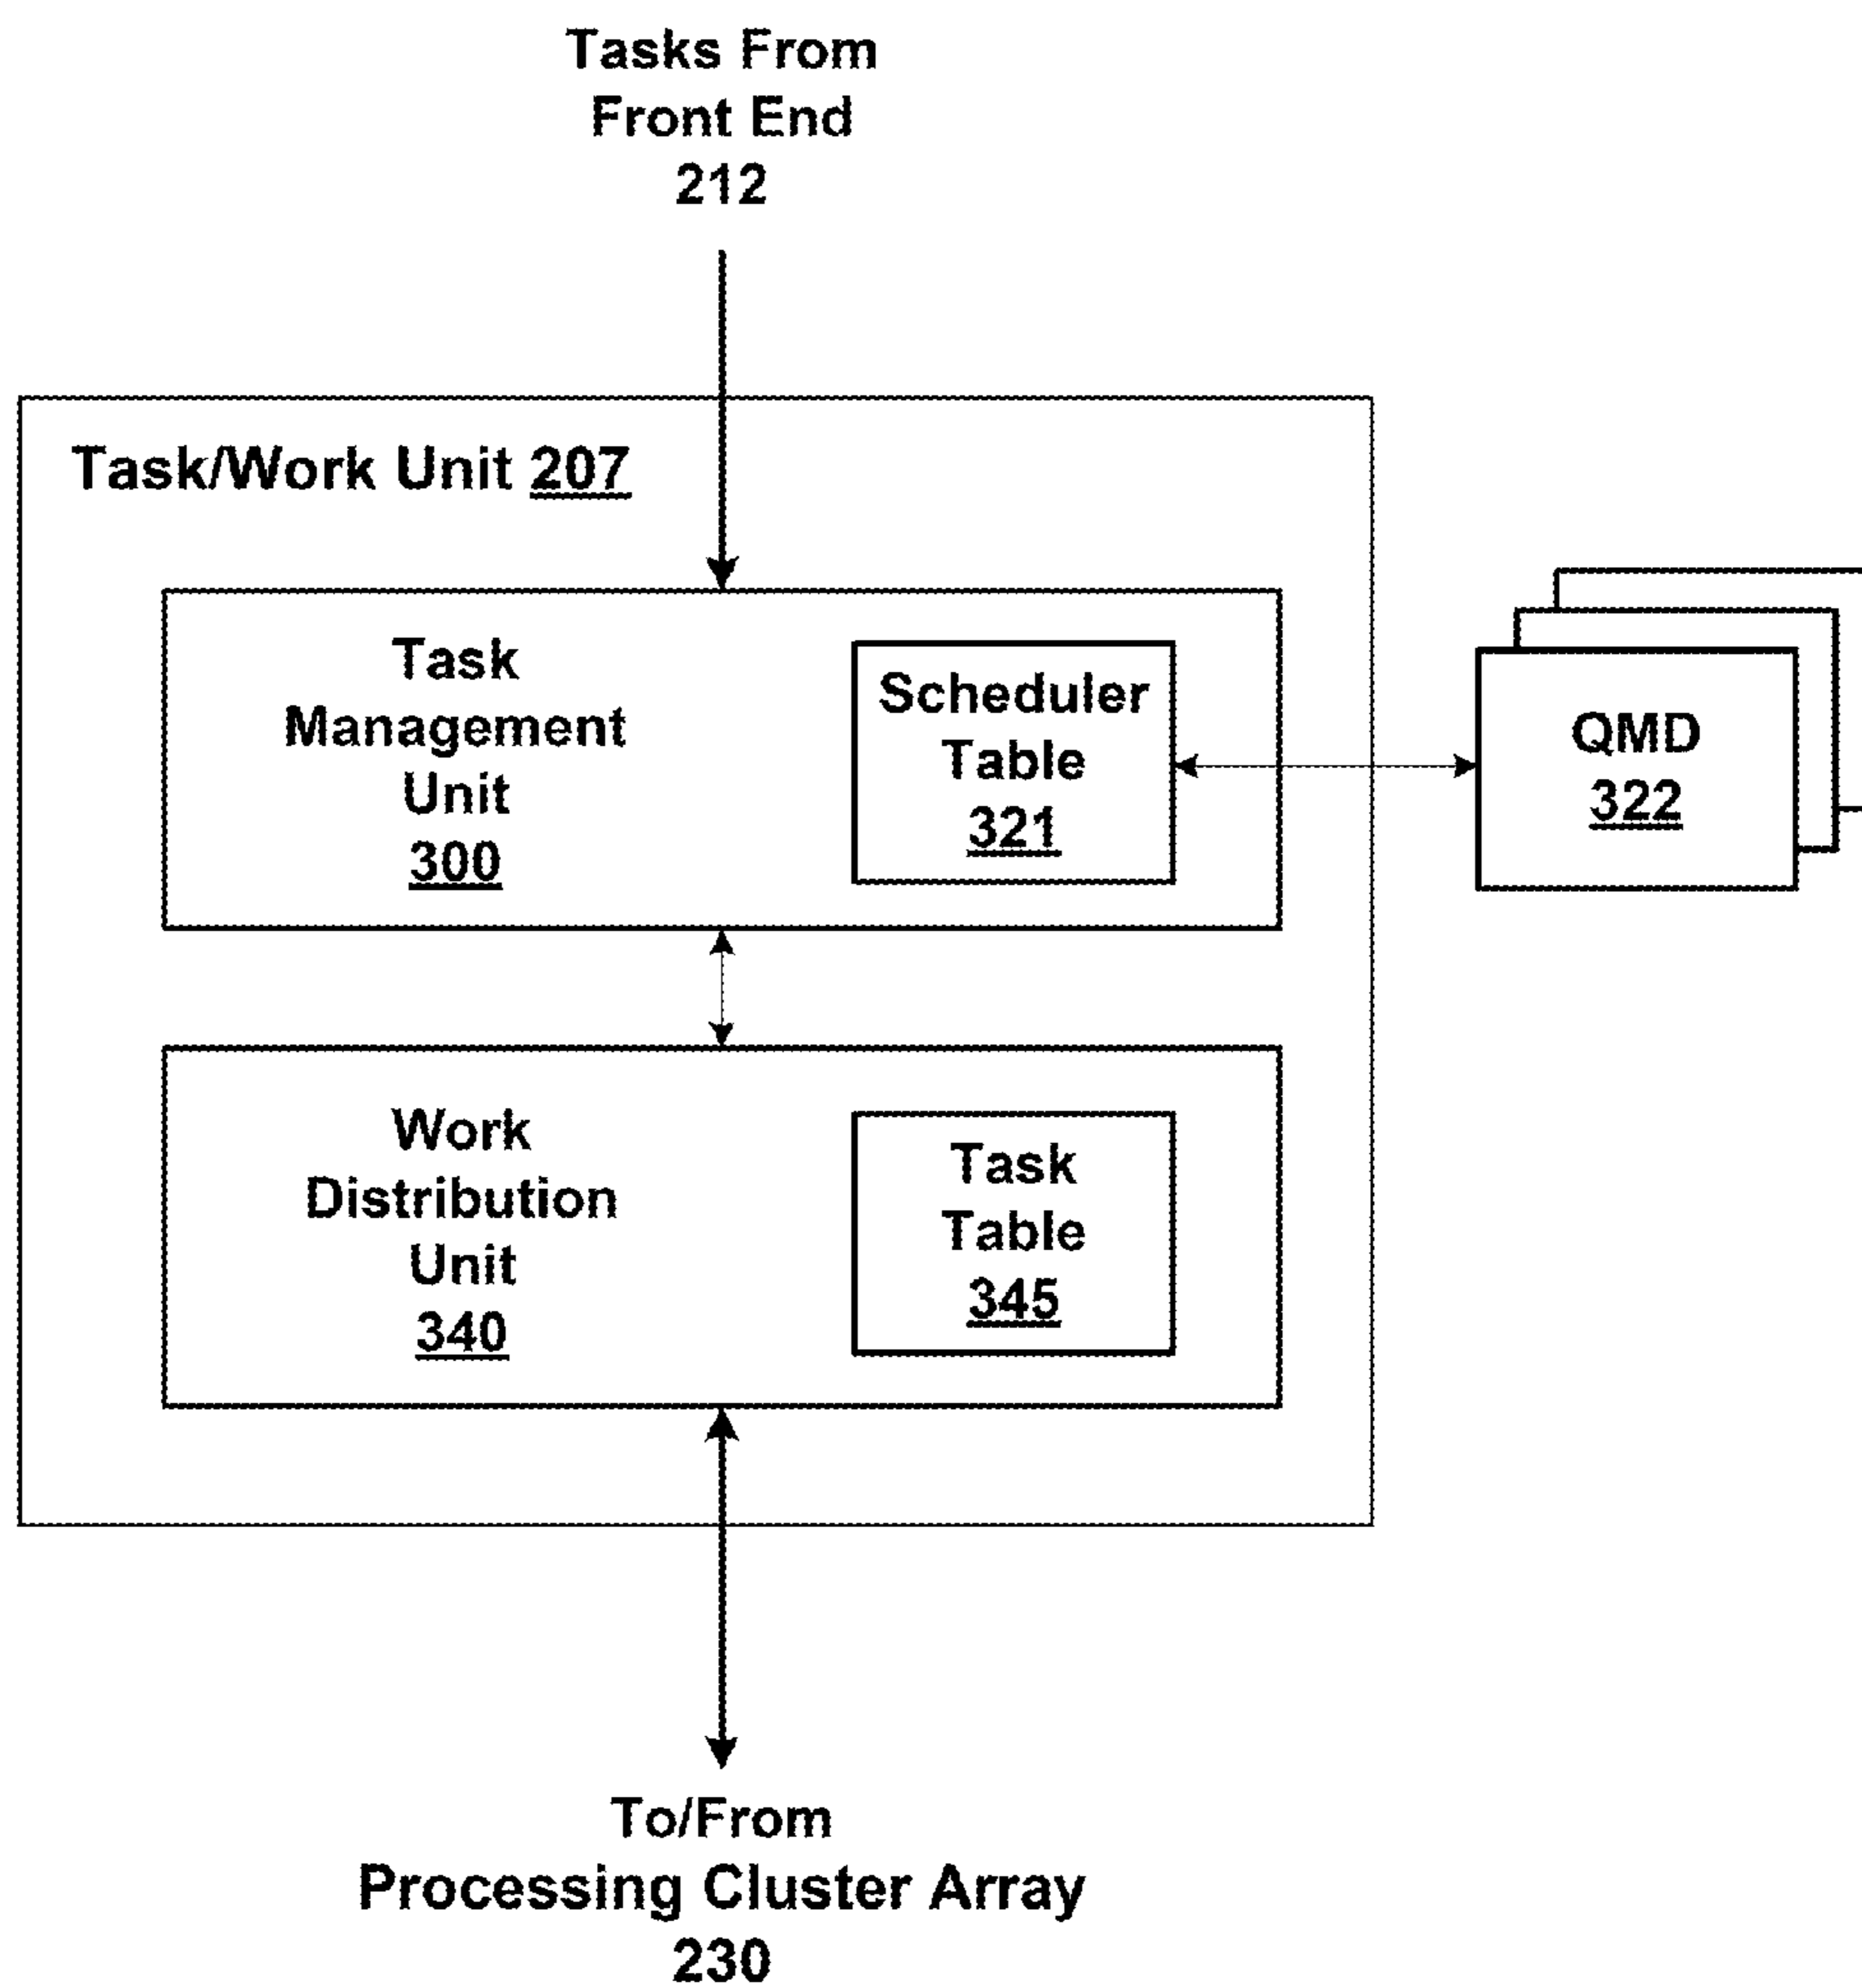 Tasks From
Front End
212
Task/Work Unit 207
Task
Management
Unit
300
Scheduler
Table
321
QMD
322
Work
Distribution
Unit
340
Task
Table
345
To/From
Processing Cluster Array
230